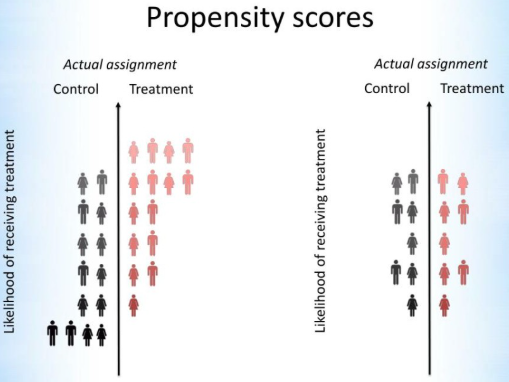 Propensity scores
Actual assignment
Control Treatment
Likelihood of receiving treatment
Actual assignment
Control Treatment
Likelihood of receiving treatment